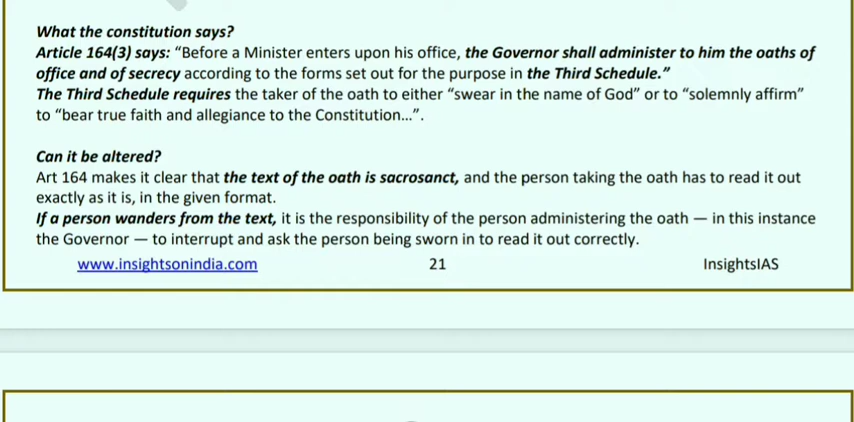 What the constitution says?
Article 164(3) says: “Before a Minister enters upon his office, the Governor shall administer to him the oaths of
office and of secrecy according to the forms set out for the purpose in the Third Schedule.”
The Third Schedule requires the taker of the oath to either “swear in the name of God” or to “solemnly affirm”
to “bear true faith and allegiance to the Constitution...”.
Can it be altered?
Art 164 makes it clear that the text of the oath is sacrosanct, and the person taking the oath has to read it out
exactly as it is, in the given format.
If a person wanders from the text, it is the responsibility of the person administering the oath — in this instance
the Governor — to interrupt and ask the person being sworn in to read it out correctly.
www.insightsonindia.com 21 InsightsIAS